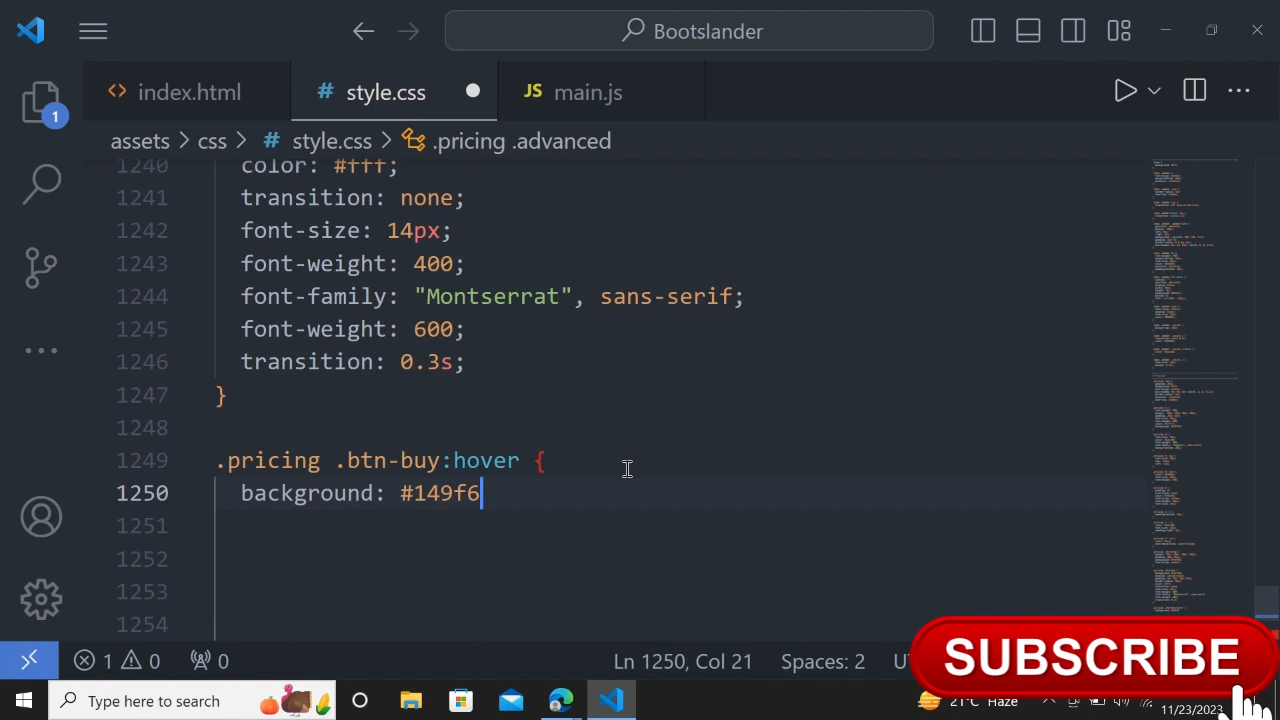 Bootslander
index.html
style.css
JS main.js
1
assets > css > # style.css > .pricing .advanced
1240 color: #fff;
1241 transition: none;
1242 font-size: 14px;
1243 font-weight: 400;
1244 font-family: "Montserrat", sans-serif;
1245 font-weight: 600;
1246 transition: 0.3s;
1247 }
1248
1249 .pricing .btn-buy:hover {
1250 background: #149f6
1251
1252
1253
1254
1 0 0 Ln 1250, Col 21 Spaces: 2
SUBSCRIBE
Type here to search
21°C Haze
11/23/2023